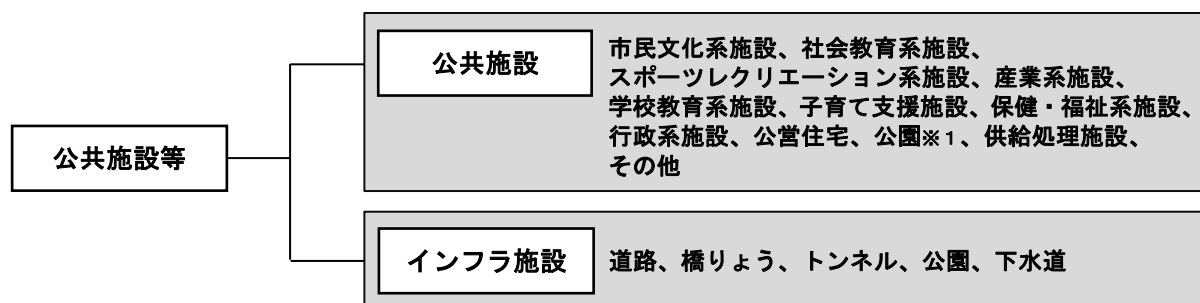 公共施設等
公共施設
市民文化系施設、社会教育系施設、
スポーツレクリエーション系施設、産業系施設、
学校教育系施設、子育て支援施設、保健・福祉系施設、
行政系施設、公営住宅、公園※1、供給処理施設、
その他
インフラ施設
道路、橋りょう、トンネル、公園、下水道